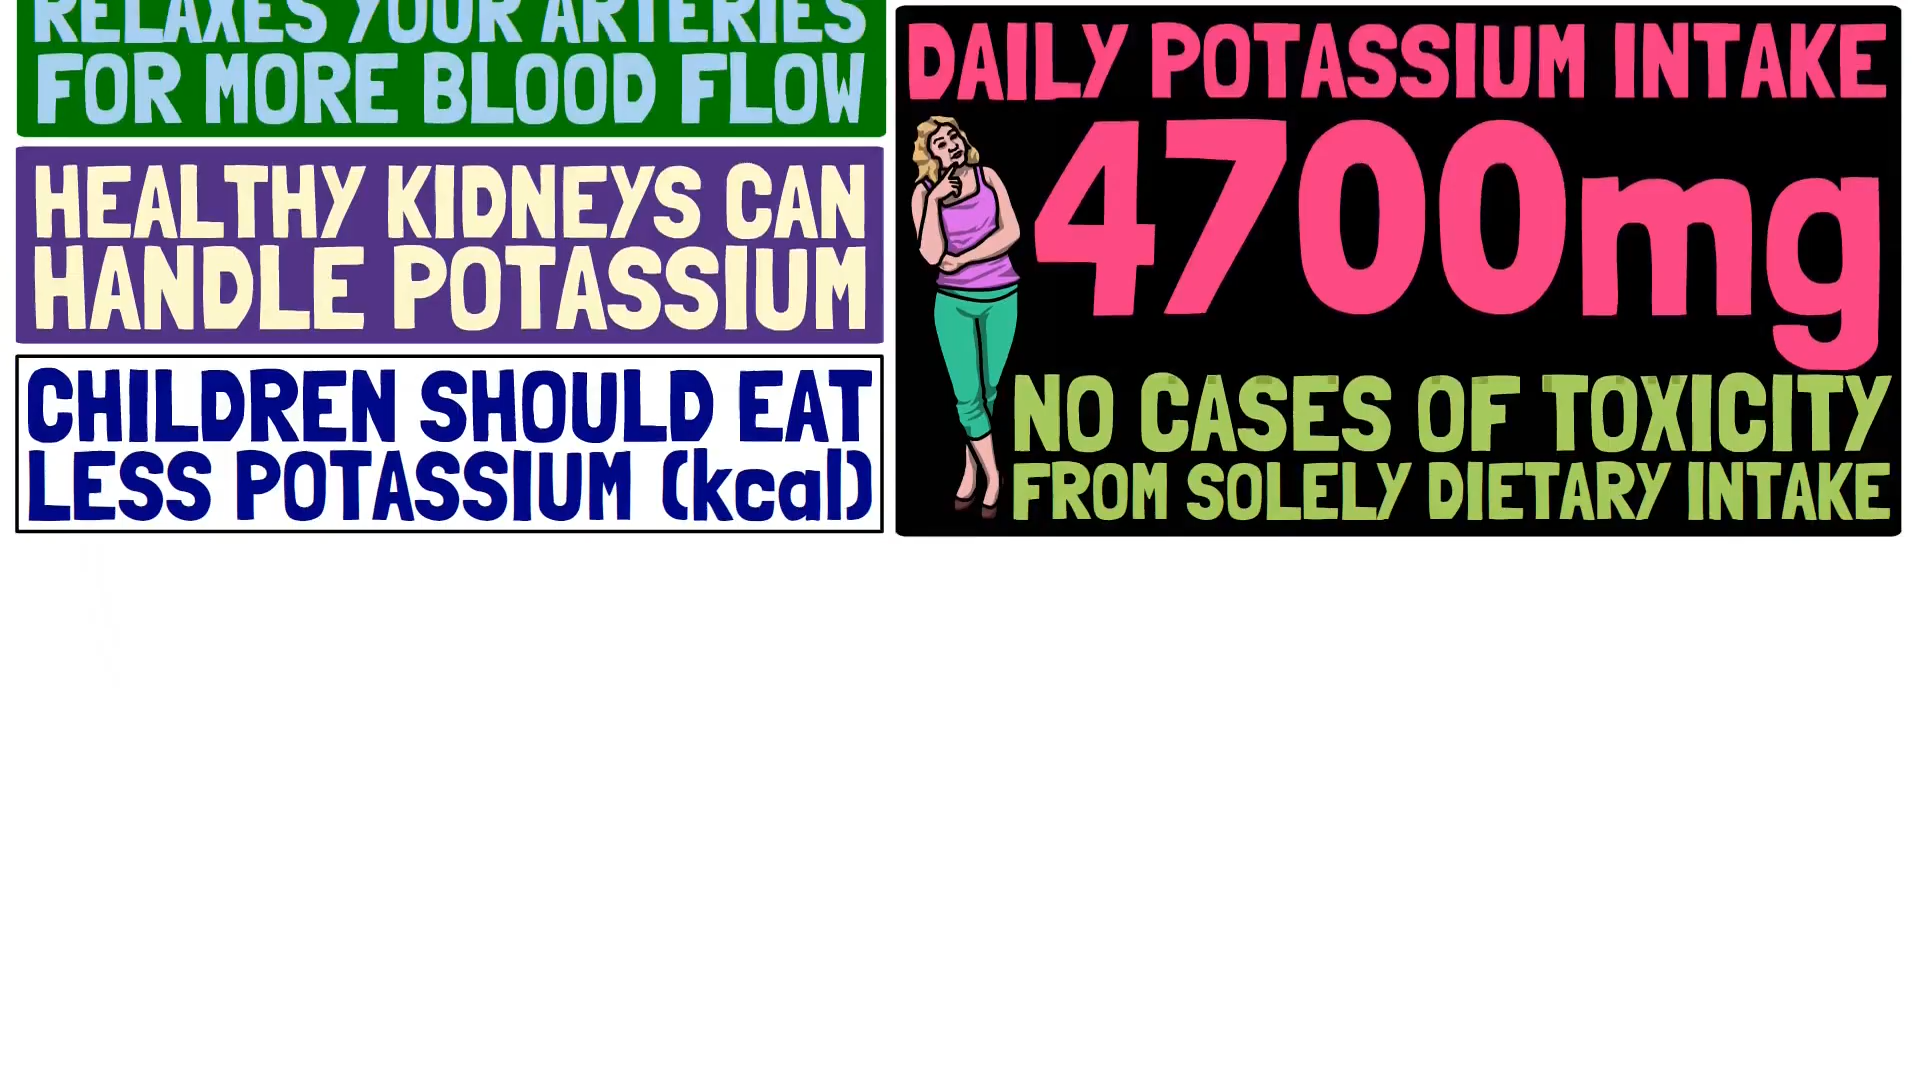 RELAXES YOUR ARTERIES
FOR MORE BLOOD FLOW
HEALTHY KIDNEYS CAN
HANDLE POTASSIUM
CHILDREN SHOULD EAT
LESS POTASSIUM (kcal)
DAILY POTASSIUM INTAKE
4700mg
NO CASES OF TOXICITY
FROM SOLELY DIETARY INTAKE